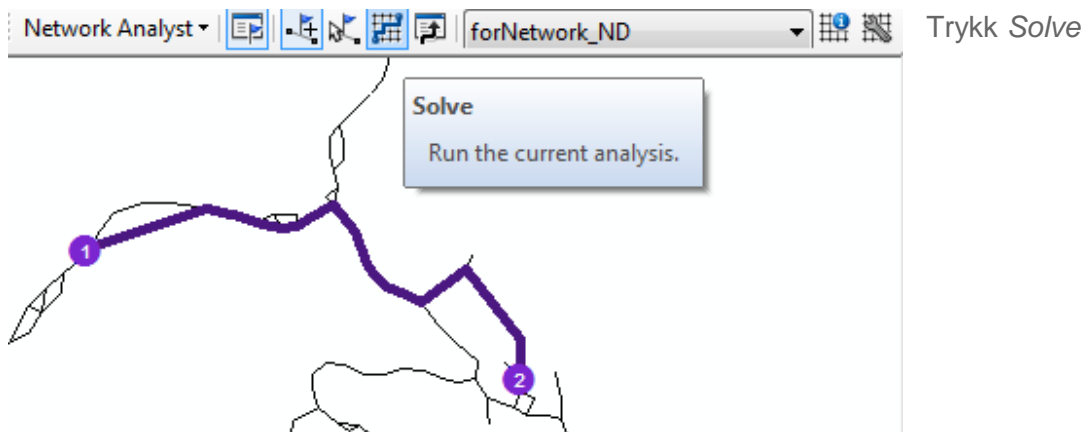 Network Analyst forNetwork_ND Trykk Solve
Solve
Run the current analysis.
1
2